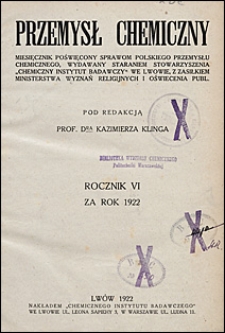 PRZEMYSŁ CHEMICZNY
MIESIĘCZNIK POŚWIĘCONY SPRAWOM POLSKIEGO PRZEMYSŁU
CHEMICZNEGO, WYDAWANY STARANIEM STOWARZYSZENIA
„CHEMICZNY INSTYTUT BADAWCZY" WE LWOWIE, Z ZASIŁKIEM
MINISTERSTWA WYZNAŃ RELIGIJNYCH I OŚWIECENIA PUBL.
POD REDAKCJĄ
PROF. DRA KAZIMIERZA KLINGA
ROCZNIK VI
ZA ROK 1922
LWÓW 1922
NAKŁADEM „CHEMICZNEGO INSTYTUTU BADAWCZEGO"
WE LWOWIE UL. LEONA SAPIEHY 3, W WARSZAWIE UL. LUDNA 11.